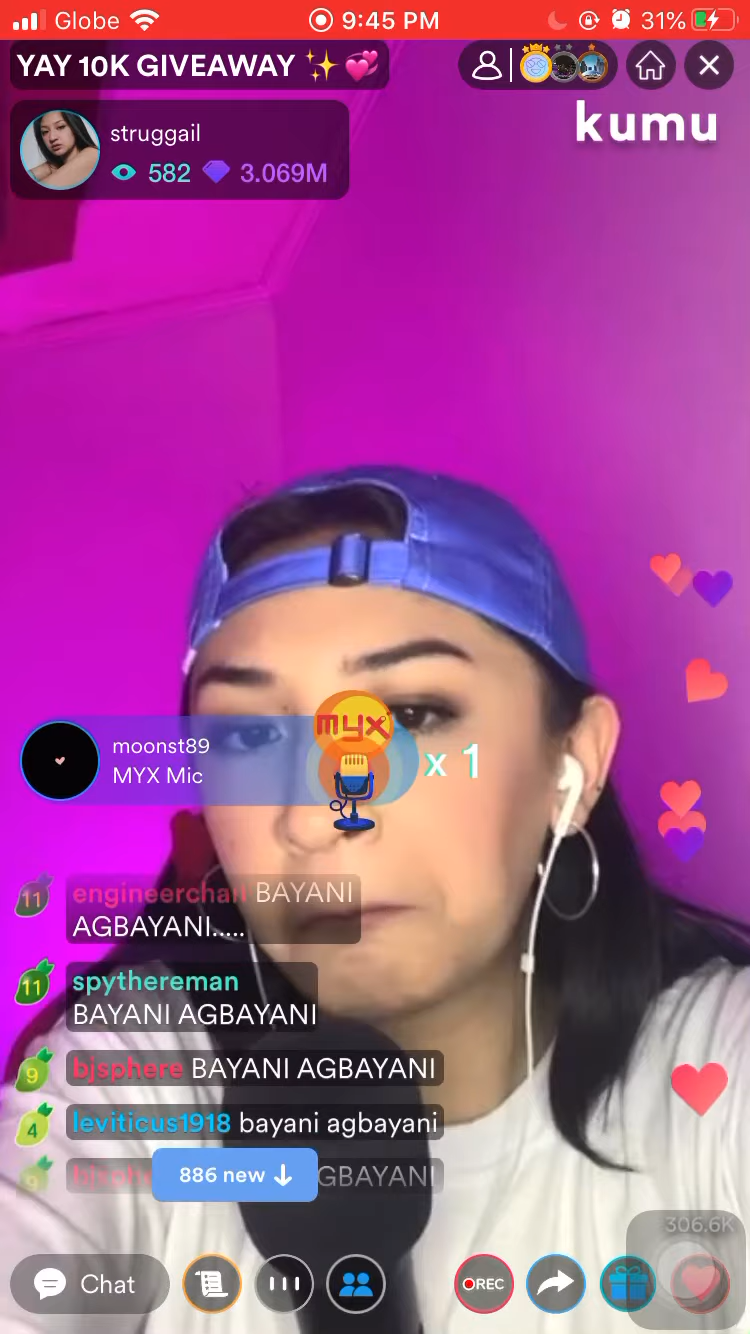 Globe 9:45 PM 31%
YAY 10K GIVEAWAY ✨💞
kumu
struggail
582 3.069M
moonst89
MYX Mic
myx
x 1
11 engineerchall BAYANI
AGBAYANI.....
11 spythereman
BAYANI AGBAYANI
9 bjsphere BAYANI AGBAYANI
4 leviticus1918 bayani agbayani
9 GBAYANI
886 new ↓
306.6K
Chat
REC